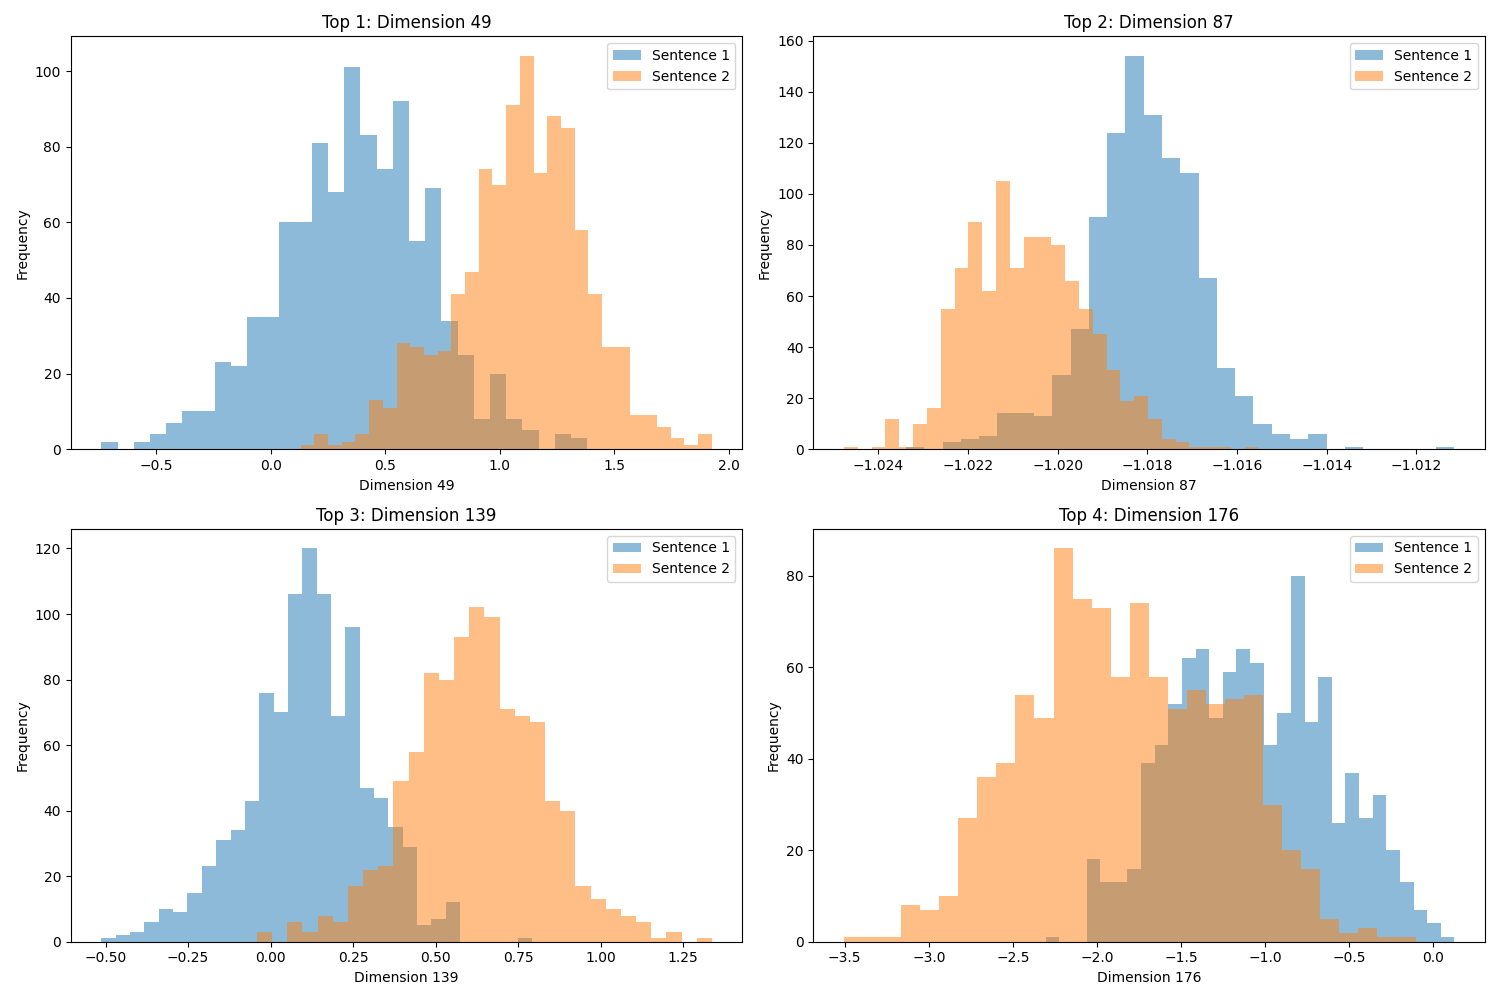 Top 1: Dimension 49
Sentence 1
Sentence 2
Frequency
100
80
60
40
20
0
−0.5
0.0
0.5
1.0
1.5
2.0
Dimension 49
Top 2: Dimension 87
Sentence 1
Sentence 2
Frequency
160
140
120
100
80
60
40
20
0
−1.024
−1.022
−1.020
−1.018
−1.016
−1.014
−1.012
Dimension 87
Top 3: Dimension 139
Sentence 1
Sentence 2
Frequency
120
100
80
60
40
20
0
−0.50
−0.25
0.00
0.25
0.50
0.75
1.00
1.25
Dimension 139
Top 4: Dimension 176
Sentence 1
Sentence 2
Frequency
80
60
40
20
0
−3.5
−3.0
−2.5
−2.0
−1.5
−1.0
−0.5
0.0
Dimension 176